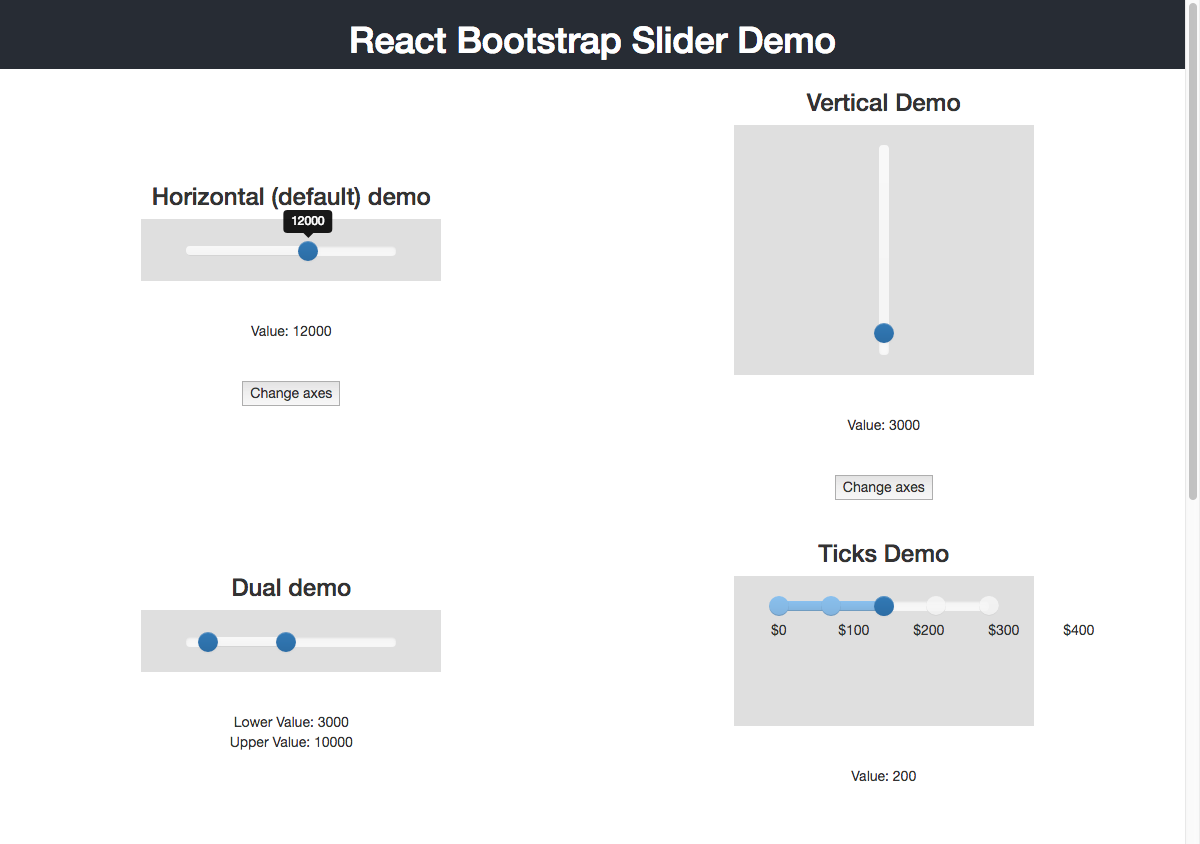 React Bootstrap Slider Demo
Horizontal (default) demo
12000
Value: 12000
Change axes
Vertical Demo
Value: 3000
Change axes
Dual demo
Lower Value: 3000
Upper Value: 10000
Ticks Demo
$0 $100 $200 $300 $400
Value: 200